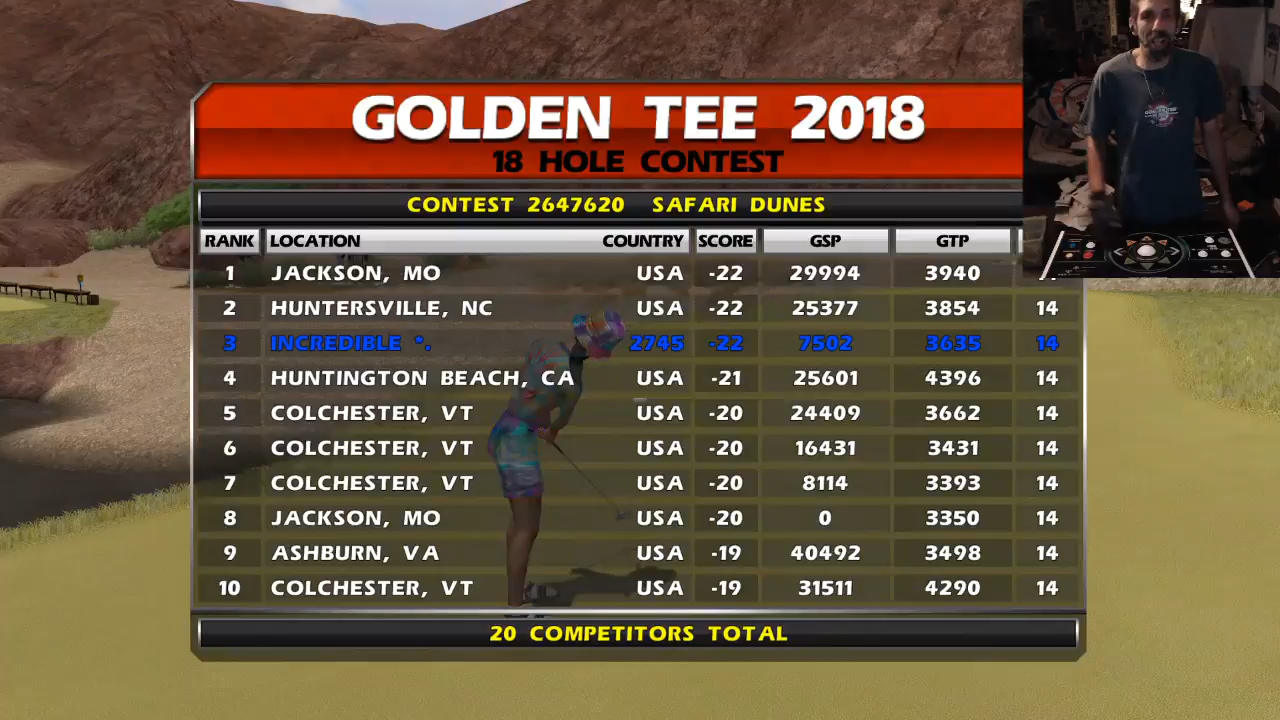 GOLDEN TEE 2018
18 HOLE CONTEST
CONTEST 2647620 SAFARI DUNES
RANK LOCATION COUNTRY SCORE GSP GTP
1 JACKSON, MO USA -22 29994 3940
2 HUNTERSVILLE, NC USA -22 25377 3854 14
3 INCREDIBLE *. 2745 -22 7502 3635 14
4 HUNTINGTON BEACH, CA USA -21 25601 4396 14
5 COLCHESTER, VT USA -20 24409 3662 14
6 COLCHESTER, VT USA -20 16431 3431 14
7 COLCHESTER, VT USA -20 8114 3393 14
8 JACKSON, MO USA -20 0 3350 14
9 ASHBURN, VA USA -19 40492 3498 14
10 COLCHESTER, VT USA -19 31511 4290 14
20 COMPETITORS TOTAL